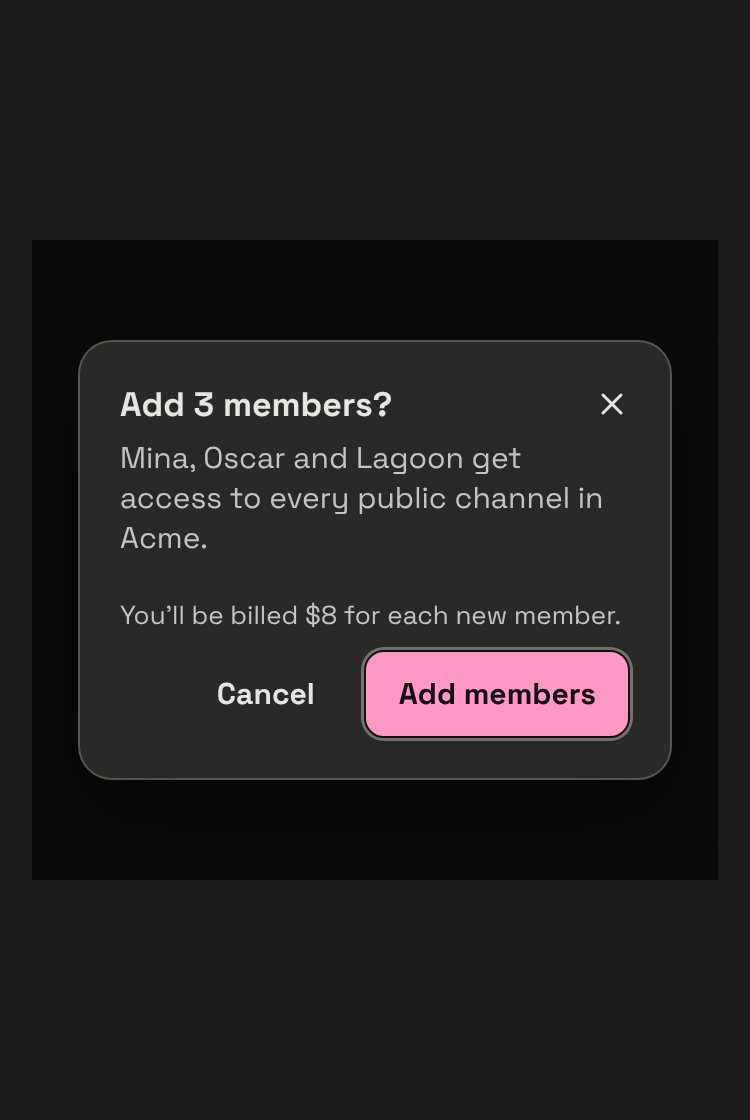 Add 3 members?
Mina, Oscar and Lagoon get
access to every public channel in
Acme.
You’ll be billed $8 for each new member.
Cancel
Add members